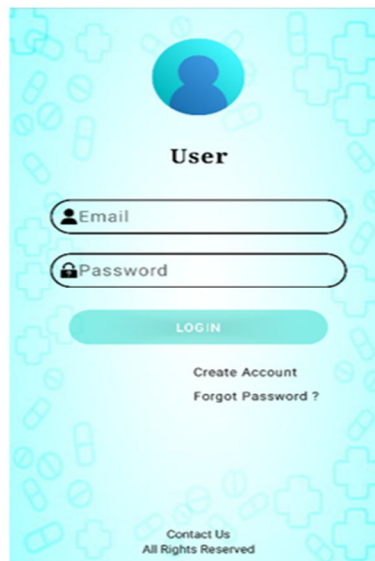 User
Email
Password
LOGIN
Create Account
Forgot Password ?
Contact Us
All Rights Reserved